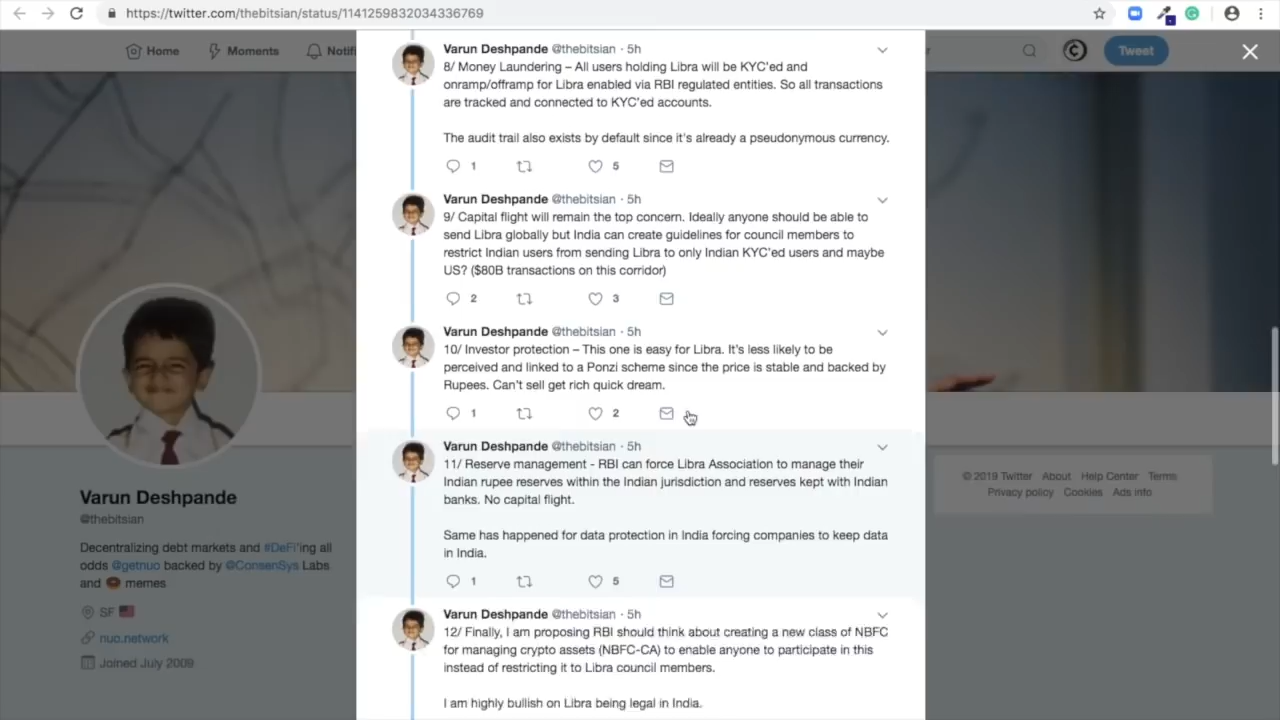 https://twitter.com/thebitsian/status/1141259832034336769
Home
Moments
Notifi
r
Tweet
Varun Deshpande @thebitsian · 5h
8/ Money Laundering – All users holding Libra will be KYC'ed and
onramp/offramp for Libra enabled via RBI regulated entities. So all transactions
are tracked and connected to KYC'ed accounts.
The audit trail also exists by default since it's already a pseudonymous currency.
1 5
Varun Deshpande @thebitsian · 5h
9/ Capital flight will remain the top concern. Ideally anyone should be able to
send Libra globally but India can create guidelines for council members to
restrict Indian users from sending Libra to only Indian KYC'ed users and maybe
US? ($80B transactions on this corridor)
2 3
Varun Deshpande @thebitsian · 5h
10/ Investor protection – This one is easy for Libra. It's less likely to be
perceived and linked to a Ponzi scheme since the price is stable and backed by
Rupees. Can't sell get rich quick dream.
1 2
Varun Deshpande @thebitsian · 5h
11/ Reserve management - RBI can force Libra Association to manage their
Indian rupee reserves within the Indian jurisdiction and reserves kept with Indian
banks. No capital flight.
Same has happened for data protection in India forcing companies to keep data
in India.
1 5
Varun Deshpande @thebitsian · 5h
12/ Finally, I am proposing RBI should think about creating a new class of NBFC
for managing crypto assets (NBFC-CA) to enable anyone to participate in this
instead of restricting it to Libra council members.
I am highly bullish on Libra being legal in India.
Varun Deshpande
@thebitsian
Decentralizing debt markets and #DeFi'ing all
odds @getnuo backed by @ConsenSys Labs
and 🍩 memes
SF 🇺🇸
nuo.network
Joined July 2009
© 2019 Twitter About Help Center Terms
Privacy policy Cookies Ads info